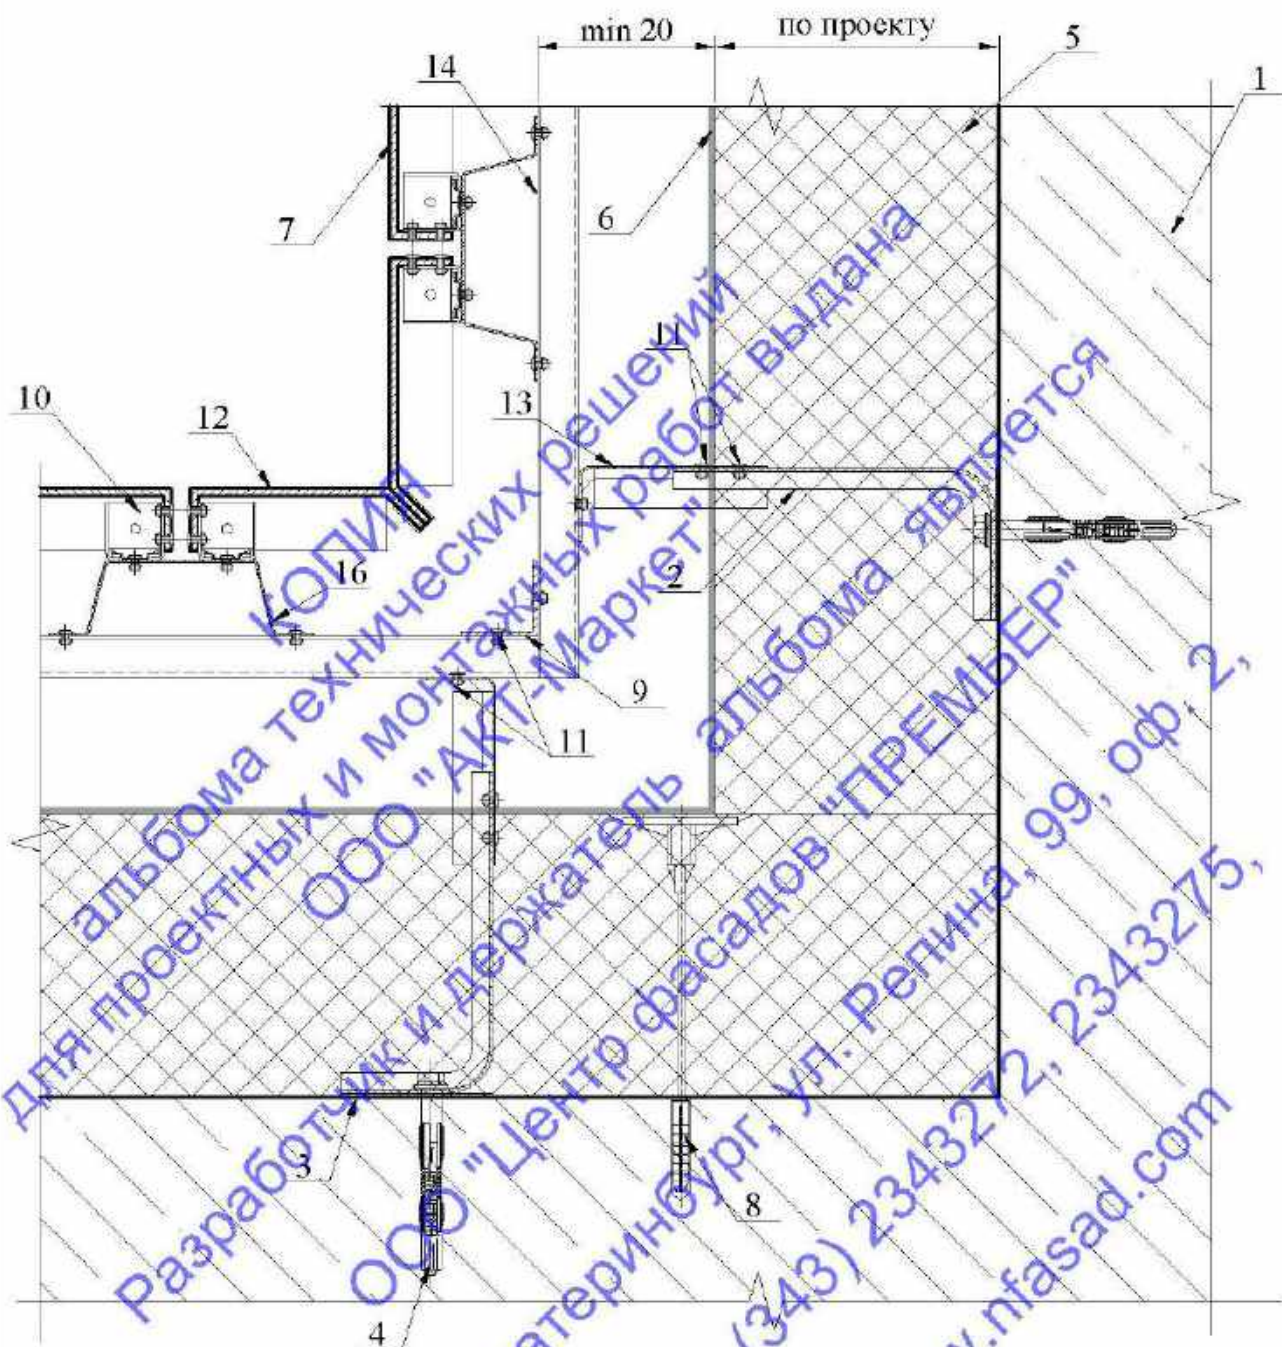 min 20
по проекту
5
14
1
7
6
11
10
12
13
16
2
9
11
3
8
4
КОПИЯ
альбома технических решений
для проектных и монтажных работ выдана
ООО "АКТ-Маркет"
Разработчик и держатель альбома является
ООО "Центр фасадов "ПРЕМЬЕР"
атеринбург, ул. Репина, 99, оф. 2,
(343) 2343272, 2343275,
w.nfasad.com